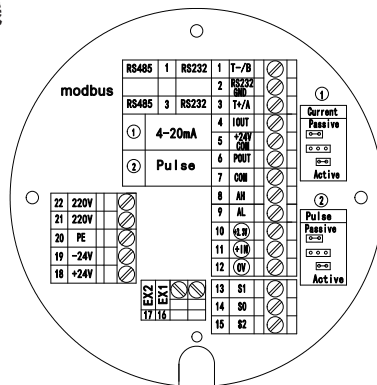 modbus
RS485 1 RS232 1 T-/B
2 RS232 GND
RS485 3 RS232 3 T+/A
① 4-20mA 4 IOUT
5 +24V COM
② Pulse 6 POUT
7 COM
8 AH
9 AL
10
11 +IN
12 0V
13 S1
14 S0
15 S2
22 220V
21 220V
20 PE
19 -24V
18 +24V
EX2 EX1
17 16
①
Current
Passive
Active
②
Pulse
Passive
Active